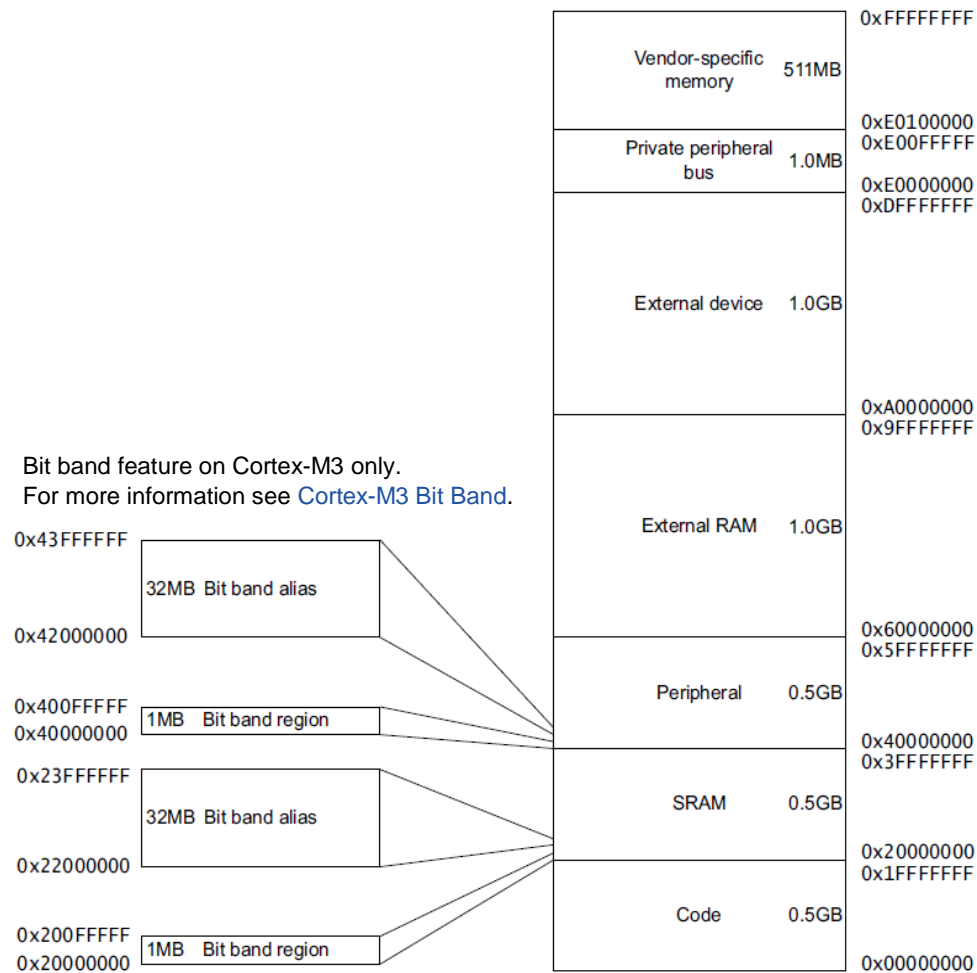 0xFFFFFFFF
Vendor-specific
memory
511MB
0xE0100000
0xE00FFFFF
Private peripheral
bus
1.0MB
0xE0000000
0xDFFFFFFF
External device 1.0GB
0xA0000000
0x9FFFFFFF
Bit band feature on Cortex-M3 only.
For more information see Cortex-M3 Bit Band.
External RAM 1.0GB
0x43FFFFFF
32MB Bit band alias
0x42000000
0x60000000
0x5FFFFFFF
Peripheral 0.5GB
0x400FFFFF
1MB Bit band region
0x40000000
0x40000000
0x3FFFFFFF
0x23FFFFFF
32MB Bit band alias
0x22000000
SRAM 0.5GB
0x20000000
0x1FFFFFFF
Code 0.5GB
0x200FFFFF
1MB Bit band region
0x20000000
0x00000000